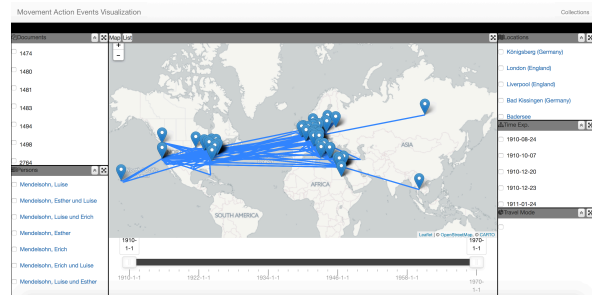 Movement Action Events Visualization
Collections
Documents
1474
1480
1481
1483
1494
1498
2764
Persons
Mendelsohn, Luise
Mendelsohn, Esther und Luise
Mendelsohn, Luise und Erich
Mendelsohn, Esther
Mendelsohn, Erich
Mendelsohn, Erich und Luise
Mendelsohn, Luise und Esther
Map List
+
−
ASIA
AFRICA
SOUTH AMERICA
Leaflet | © OpenStreetMap, © CARTO
1910-1-1
1970-1-1
1910-1-1
1922-1-1
1934-1-1
1946-1-1
1958-1-1
1970-1-1
Locations
Königsberg (Germany)
London (England)
Liverpool (England)
Bad Kissingen (Germany)
Badersee
Time Exp.
1910-08-24
1910-10-07
1910-12-20
1910-12-23
1911-01-24
Travel Mode